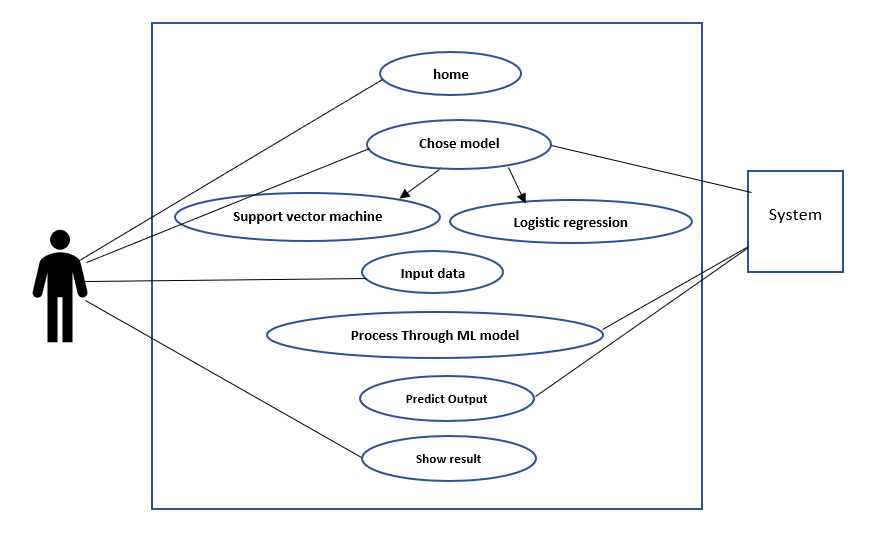 home
Chose model
Support vector machine
Logistic regression
System
Input data
Process Through ML model
Predict Output
Show result